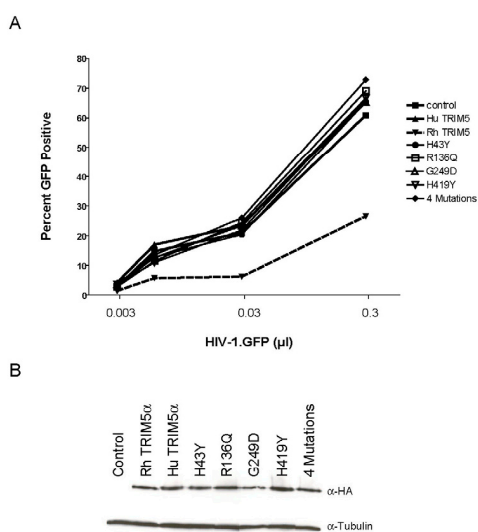 A
Percent GFP Positive
80
70
60
50
40
30
20
10
0
0.003 0.03 0.3
HIV-1.GFP (µl)
control
Hu TRIM5
Rh TRIM5
H43Y
R136Q
G249D
H419Y
4 Mutations
B
Control
Rh TRIM5α
Hu TRIM5α
H43Y
R136Q
G249D
H419Y
4 Mutations
α-HA
α-Tubulin